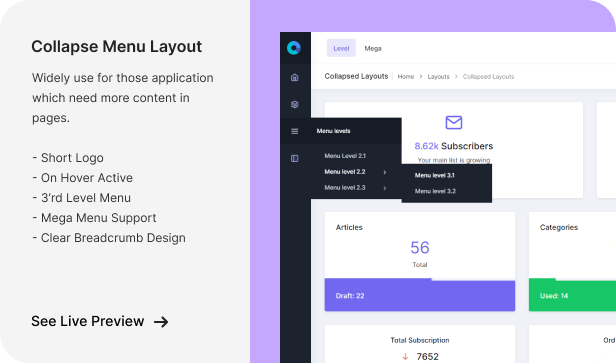 Collapse Menu Layout
Widely use for those application
which need more content in
pages.
- Short Logo
- On Hover Active
- 3'rd Level Menu
- Mega Menu Support
- Clear Breadcrumb Design
See Live Preview
Level Mega
Collapsed Layouts Home Layouts Collapsed Layouts
8.62k Subscribers
Your main list is growing
Menu levels
Menu Level 2.1
Menu level 2.2
Menu level 2.3
Menu level 3.1
Menu level 3.2
Articles
56
Total
Draft: 22
Categories
Used: 14
Total Subscription
7652
Ord